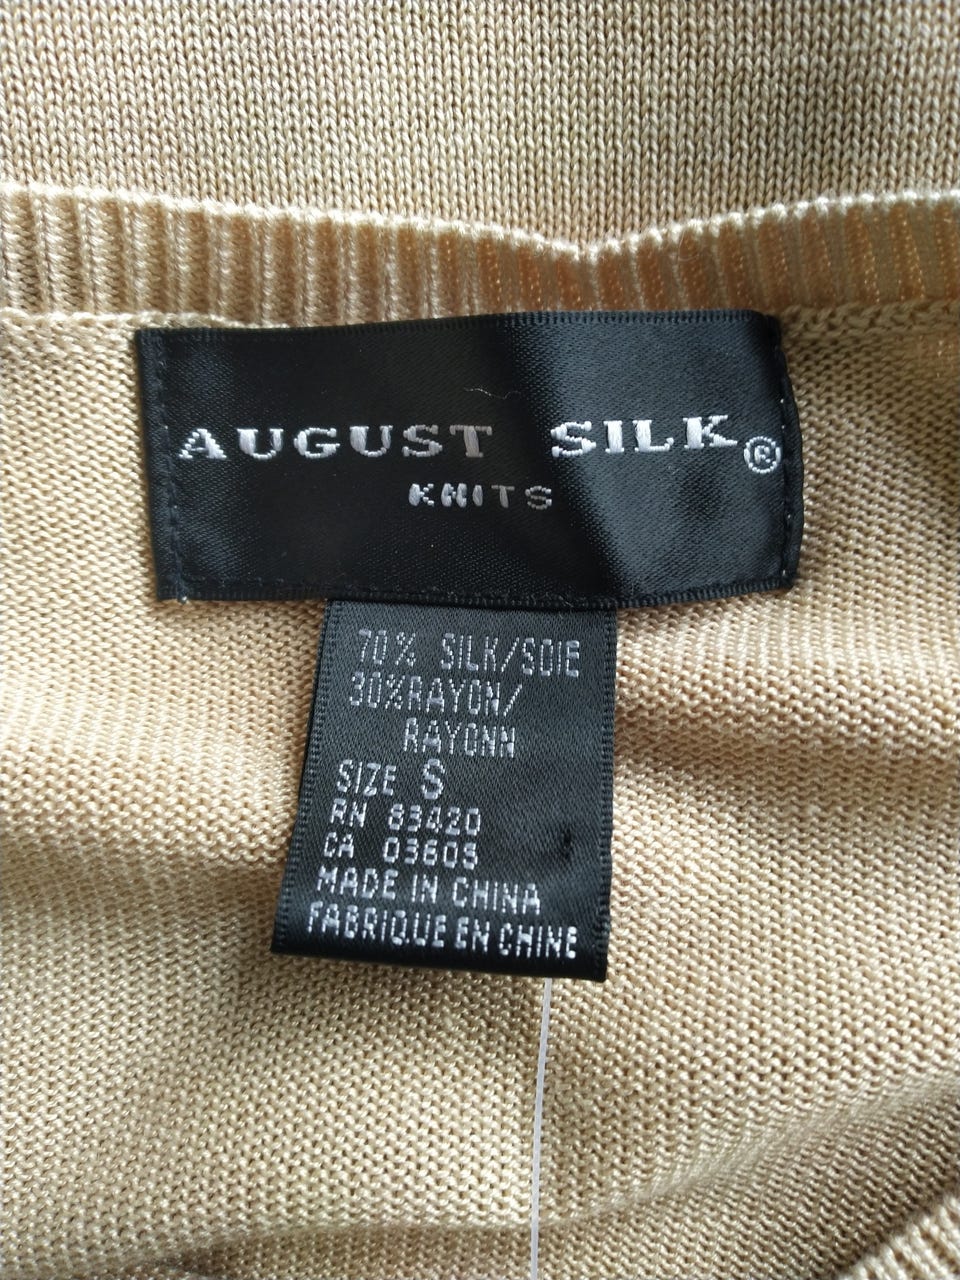 AUGUST SILK®
KNITS
70% SILK/SOIE
30%RAYON/
RAYONN
SIZE S
RN 83420
CA 03605
MADE IN CHINA
FABRIQUE EN CHINE